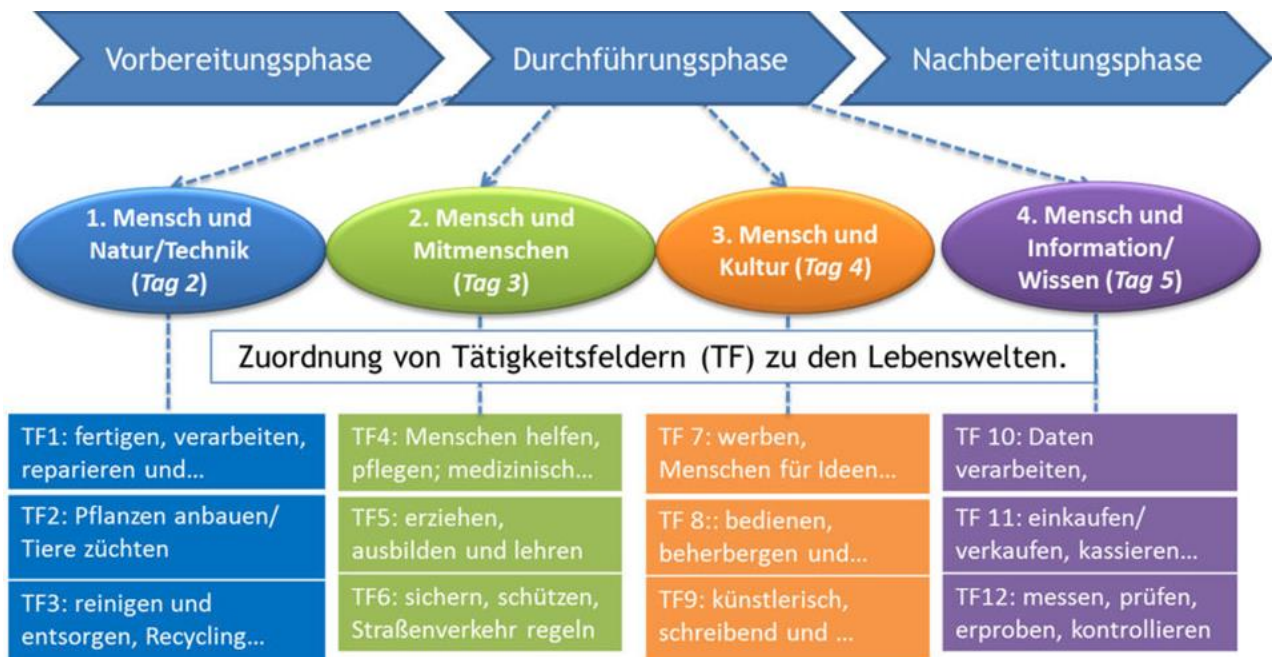 Vorbereitungsphase
Durchführungsphase
Nachbereitungsphase
1. Mensch und
Natur/Technik
(Tag 2)
2. Mensch und
Mitmenschen
(Tag 3)
3. Mensch und
Kultur (Tag 4)
4. Mensch und
Information/
Wissen (Tag 5)
Zuordnung von Tätigkeitsfeldern (TF) zu den Lebenswelten.
TF1: fertigen, verarbeiten,
reparieren und...
TF2: Pflanzen anbauen/
Tiere züchten
TF3: reinigen und
entsorgen, Recycling...
TF4: Menschen helfen,
pflegen; medizinisch...
TF5: erziehen,
ausbilden und lehren
TF6: sichern, schützen,
Straßenverkehr regeln
TF 7: werben,
Menschen für Ideen...
TF 8:: bedienen,
beherbergen und...
TF9: künstlerisch,
schreibend und ...
TF 10: Daten
verarbeiten,
TF 11: einkaufen/
verkaufen, kassieren...
TF12: messen, prüfen,
erproben, kontrollieren